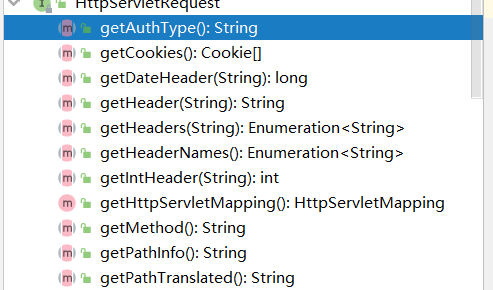 HttpServletRequest
getAuthType(): String
getCookies(): Cookie[]
getDateHeader(String): long
getHeader(String): String
getHeaders(String): Enumeration<String>
getHeaderNames(): Enumeration<String>
getIntHeader(String): int
getHttpServletMapping(): HttpServletMapping
getMethod(): String
getPathInfo(): String
getPathTranslated(): String